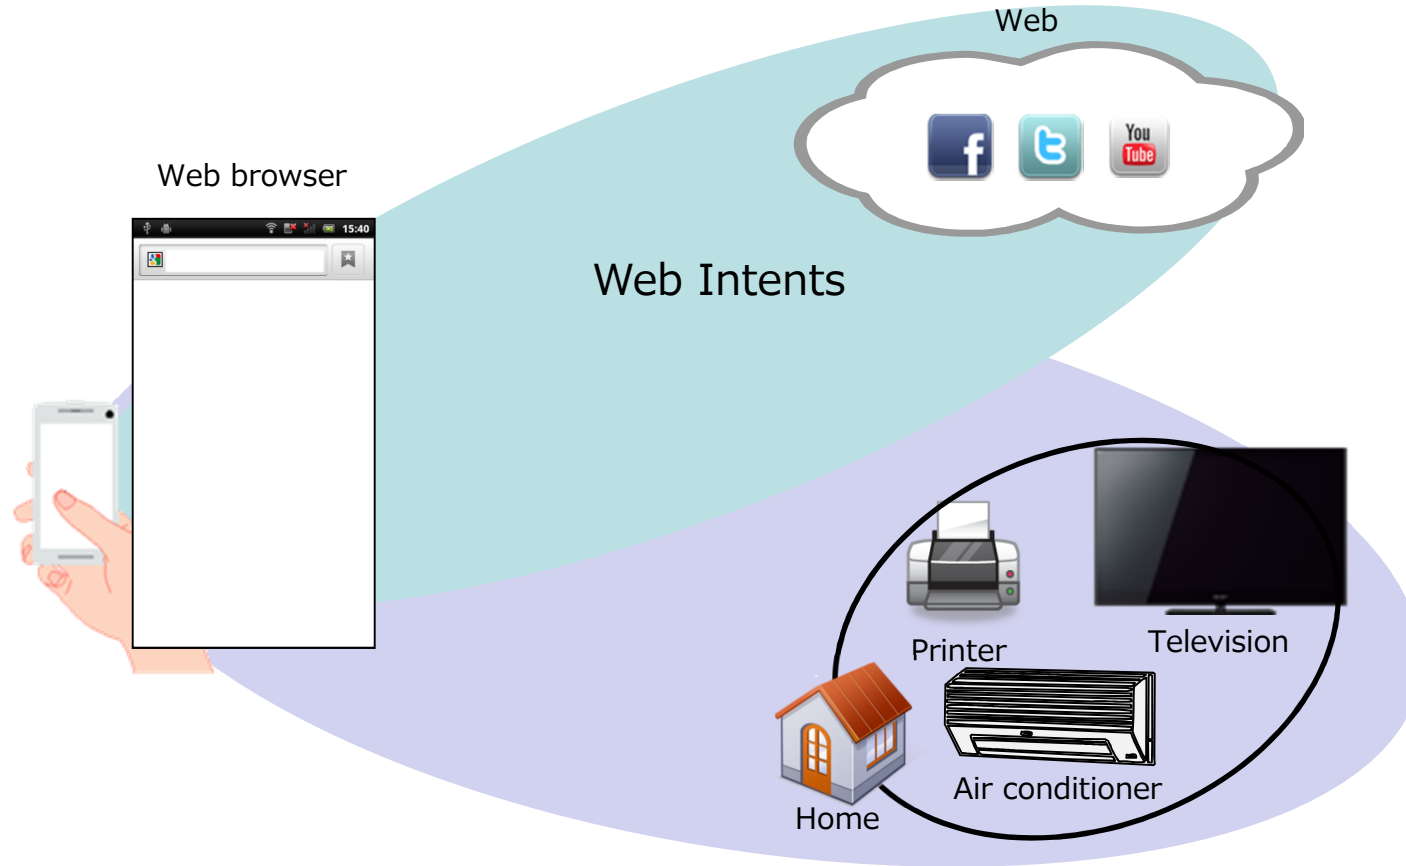 Web
f
t
You
Tube
Web browser
15:40
Web Intents
Printer
Television
Air conditioner
Home